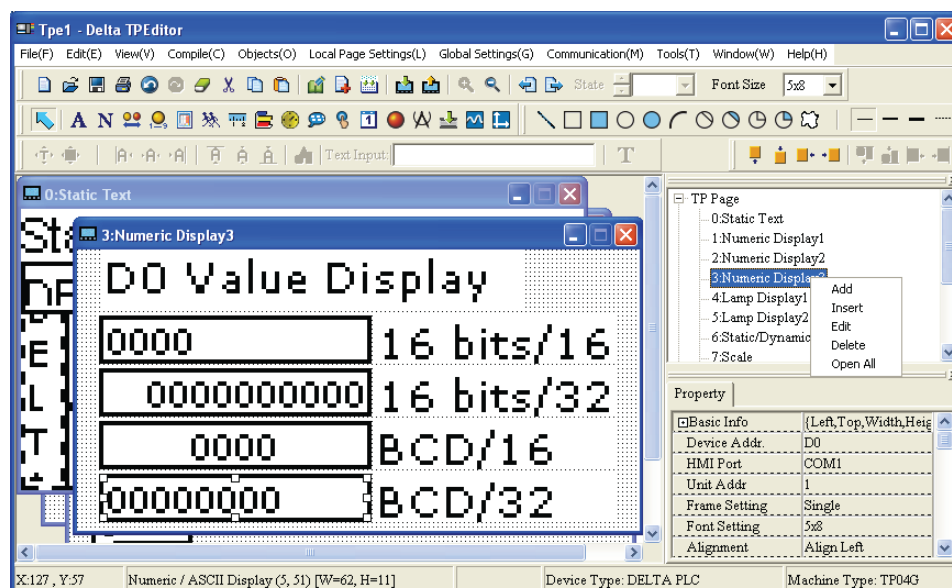 Tpe1 - Delta TPEditor
File(F) Edit(E) View(V) Compile(C) Objects(O) Local Page Settings(L) Global Settings(G) Communication(M) Tools(T) Window(W) Help(H)
State Font Size 5x8
A N
A A A A A A A Text Input: T
0:Static Text
3:Numeric Display3
D0 Value Display
0000 16 bits/16
0000000000 16 bits/32
0000 BCD/16
00000000 BCD/32
E
L
T
TP Page
0:Static Text
1:Numeric Display1
2:Numeric Display2
3:Numeric Display3
4:Lamp Display1
5:Lamp Display2
6:Static/Dynamic
7:Scale
Add
Insert
Edit
Delete
Open All
Property
Basic Info {Left,Top,Width,Heig
Device Addr. D0
HMI Port COM1
Unit Addr 1
Frame Setting Single
Font Setting 5x8
Alignment Align Left
X:127 , Y:57 Numeric / ASCII Display (5, 51) [W=62, H=11] Device Type: DELTA PLC Machine Type: TP04G